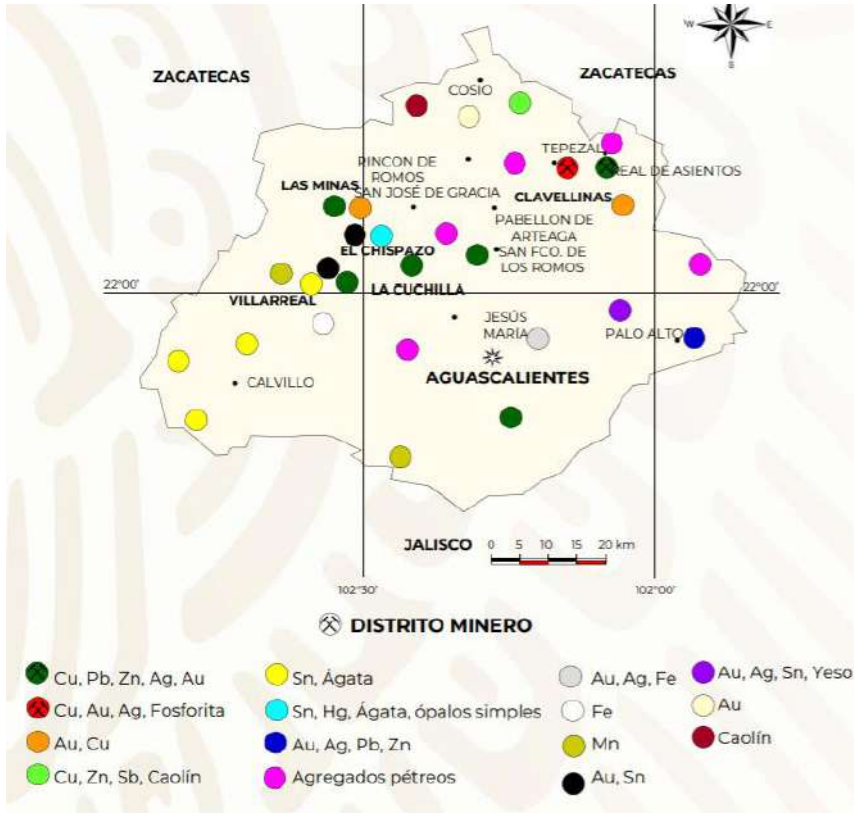 W
E
S
ZACATECAS
ZACATECAS
COSIO
TEPEZALA
RINCON DE
ROMOS
REAL DE ASIENTOS
LAS MINAS
SAN JOSÉ DE GRACIA
CLAVELLINAS
PABELLON DE
ARTEAGA
EL CHISPAZO
SAN FCO. DE
LOS ROMOS
22°00'
LA CUCHILLA
22°00'
VILLARREAL
JESÚS
MARÍA
PALO ALTO
AGUASCALIENTES
CALVILLO
JALISCO
0 5 10 15 20 km
102°30'
102°00'
DISTRITO MINERO
Cu, Pb, Zn, Ag, Au
Cu, Au, Ag, Fosforita
Au, Cu
Cu, Zn, Sb, Caolín
Sn, Ágata
Sn, Hg, Ágata, ópalos simples
Au, Ag, Pb, Zn
Agregados pétreos
Au, Ag, Fe
Fe
Mn
Au, Sn
Au, Ag, Sn, Yeso
Au
Caolín